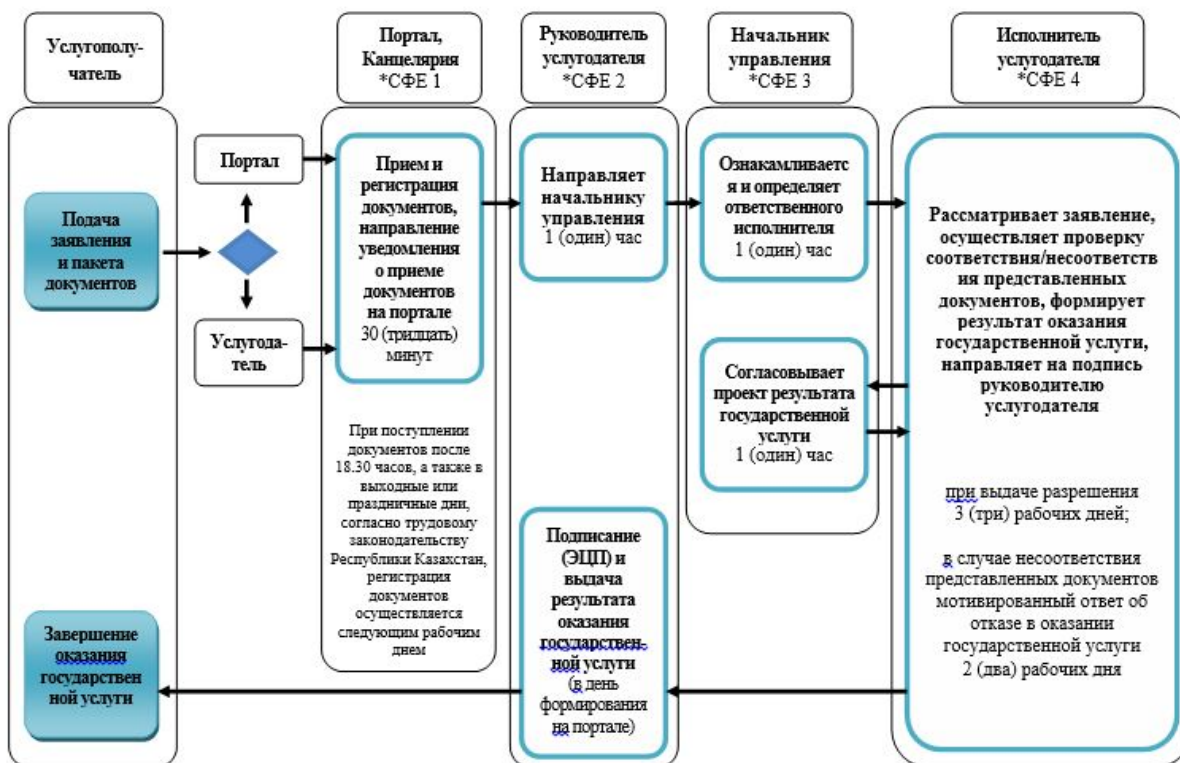 Услугополу-
чатель
Портал,
Канцелярия
*СФЕ 1
Руководитель
услугодателя
*СФЕ 2
Начальник
управления
*СФЕ 3
Исполнитель
услугодателя
*СФЕ 4
Подача
заявления
и пакета
документов
Портал
Услугода-
тель
Прием и
регистрация
документов,
направление
уведомления
о приеме
документов
на портале
30 (тридцать)
минут
При поступлении
документов после
18.30 часов, а также в
выходные или
праздничные дни,
согласно трудовому
законодательству
Республики Казахстан,
регистрация
документов
осуществляется
следующим рабочим
днем
Направляет
начальнику
управления
1 (один) час
Ознакамливаетс
я и определяет
ответственного
исполнителя
1 (один) час
Согласовывает
проект результата
государственной
услуги
1 (один) час
Рассматривает заявление,
осуществляет проверку
соответствия/несоответств
ия представленных
документов, формирует
результат оказания
государственной услуги,
направляет на подпись
руководителю
услугодателя
при выдаче разрешения
3 (три) рабочих дней;
в случае несоответствия
представленных документов
мотивированный ответ об
отказе в оказании
государственной услуги
2 (два) рабочих дня
Подписание
(ЭЦП) и
выдача
результата
оказания
государствен-
ной услуги
(в день
формирования
на портале)
Завершение
оказания
государствен
ной услуги